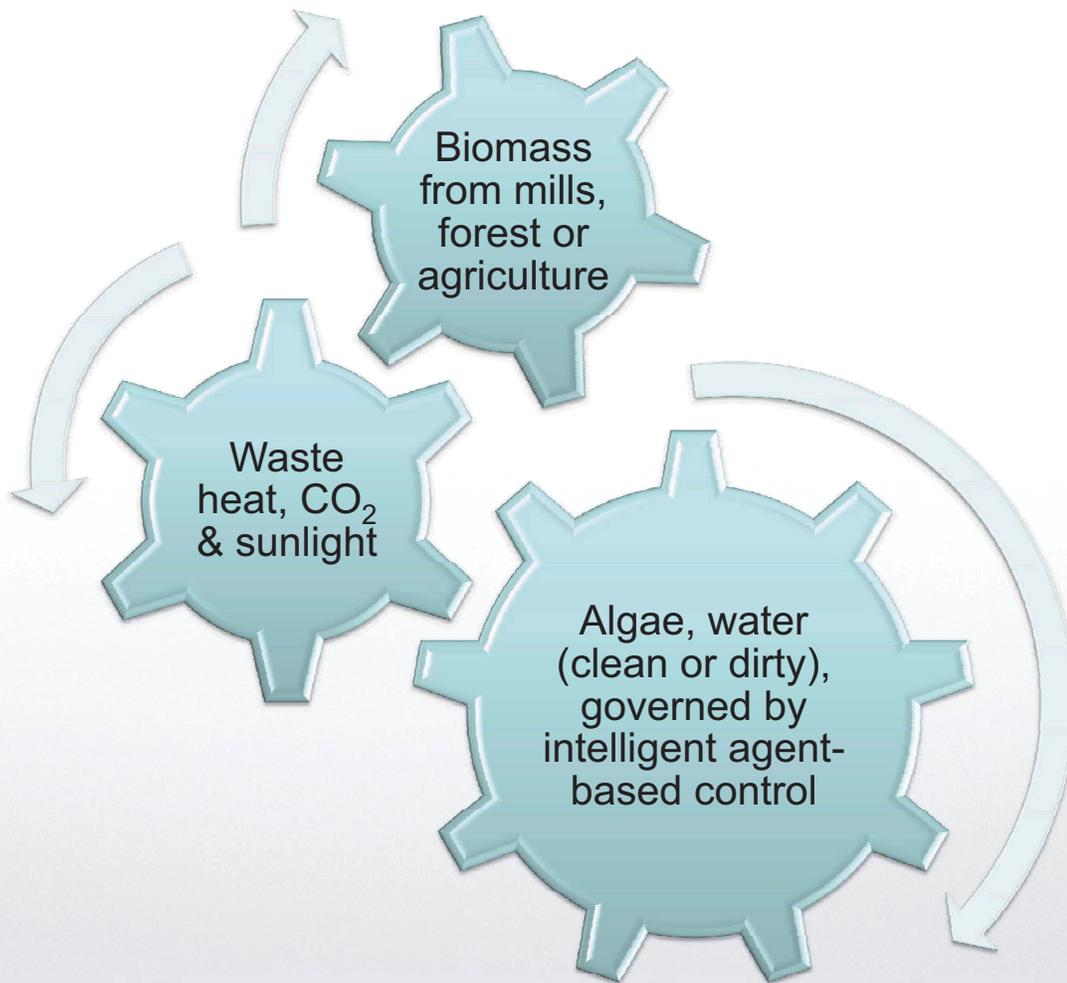 Biomass
from mills,
forest or
agriculture
Waste
heat, CO₂
& sunlight
Algae, water
(clean or dirty),
governed by
intelligent agent-
based control